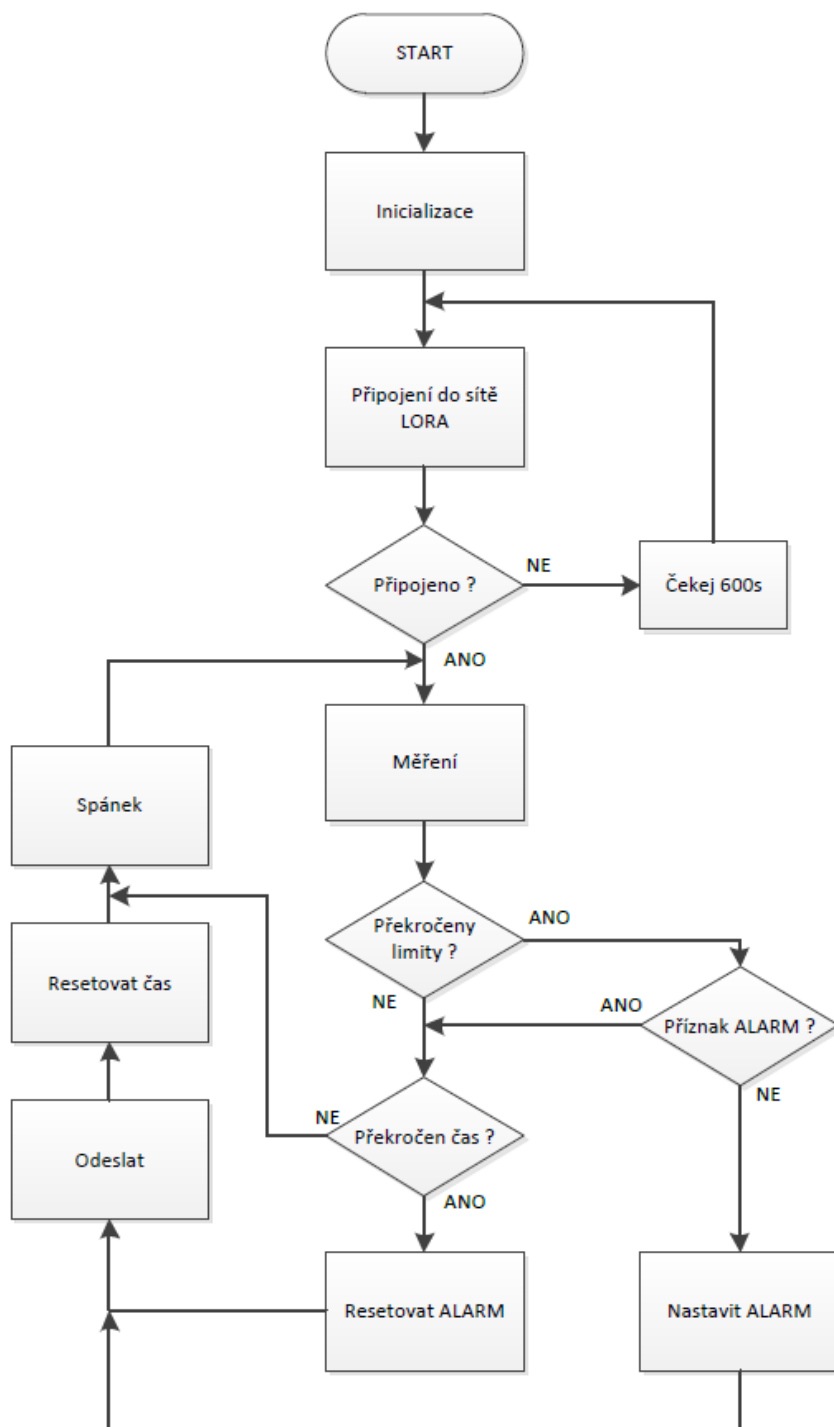 START
Inicializace
Připojení do sítě
LORA
Připojeno ?
NE
Čekej 600s
ANO
Měření
Spánek
Překročeny
limity ?
ANO
NE
Příznak ALARM ?
ANO
NE
Resetovat čas
Překročen čas ?
NE
ANO
Odeslat
Resetovat ALARM
Nastavit ALARM